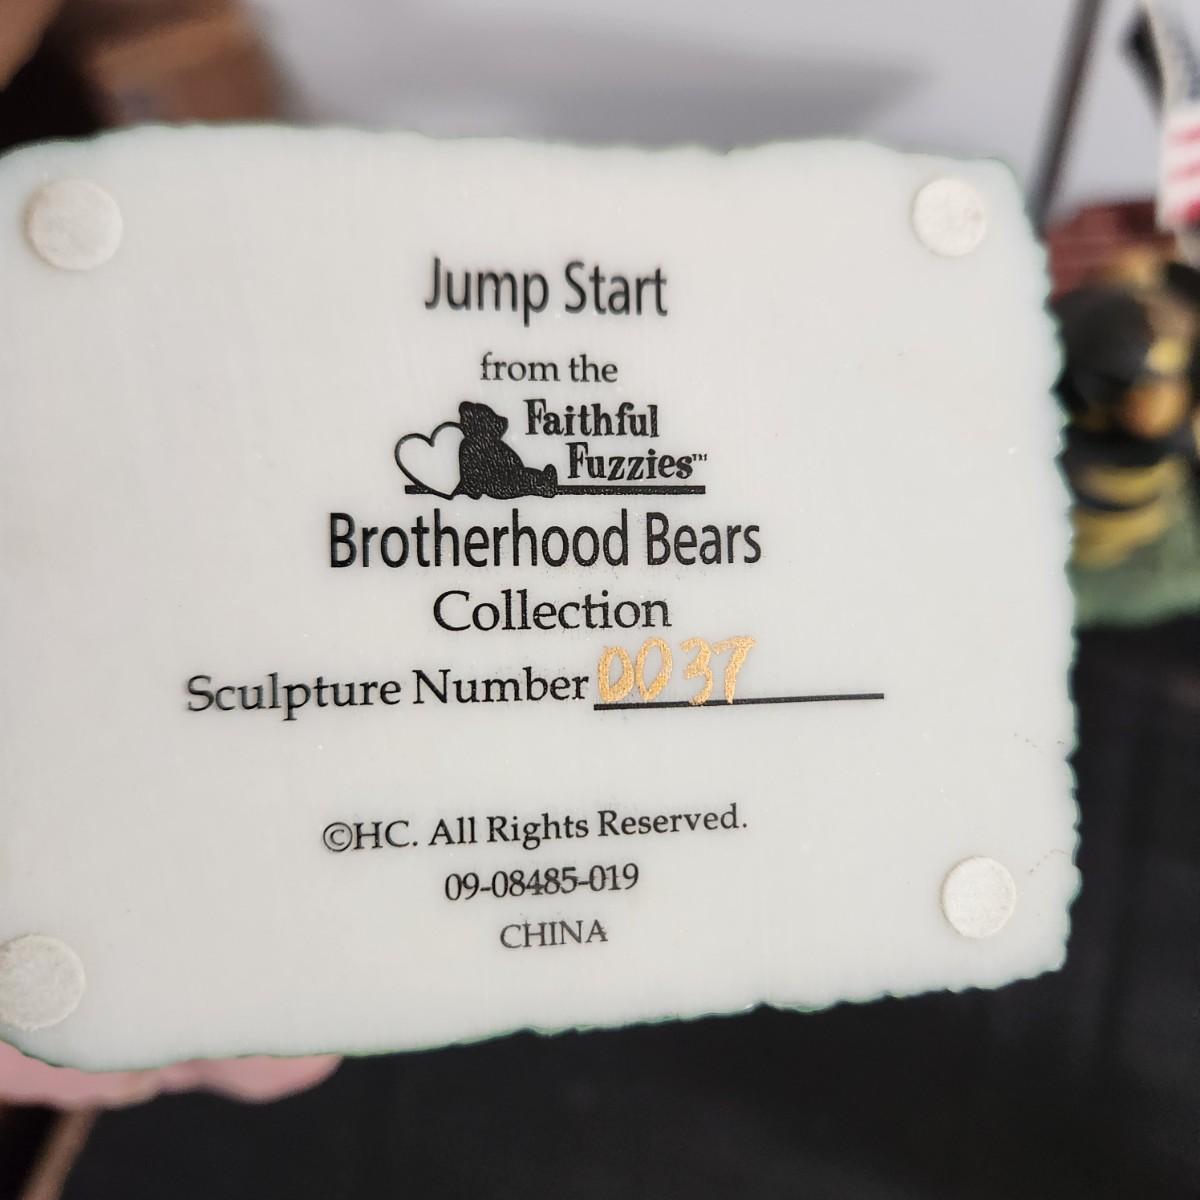 Jump Start
from the
Faithful
Fuzzies™
Brotherhood Bears
Collection
Sculpture Number 0037
©HC. All Rights Reserved.
09-08485-019
CHINA